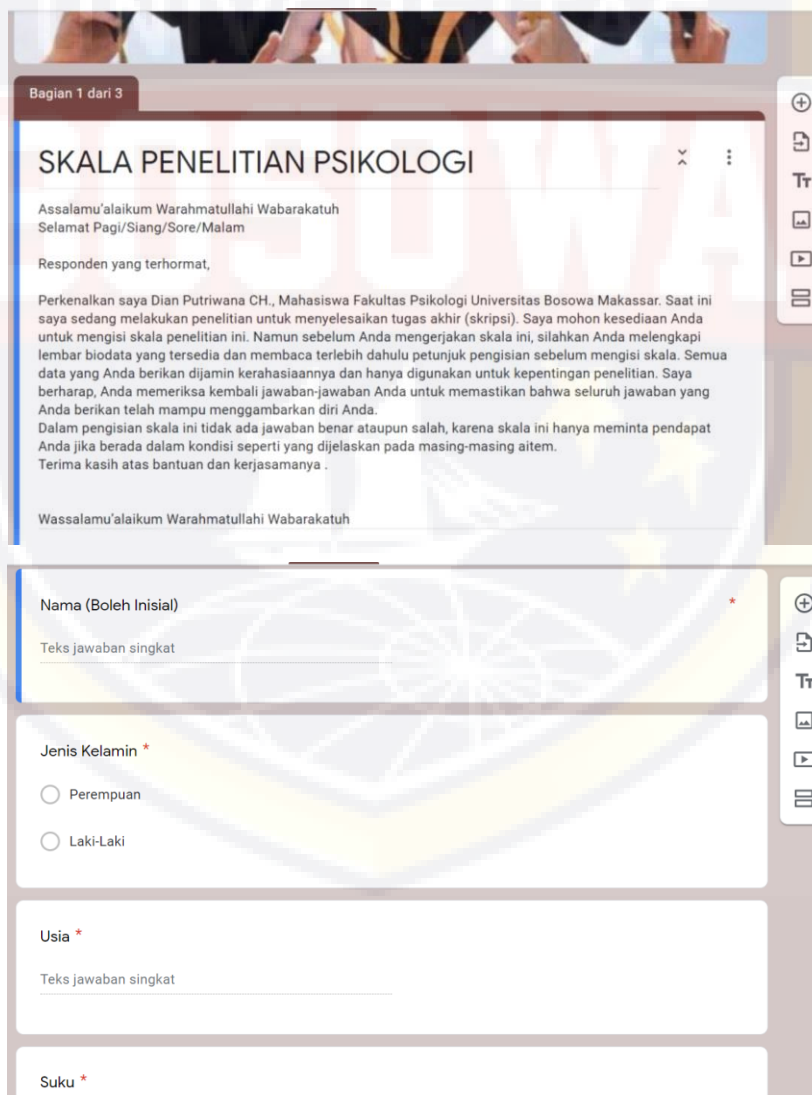 UNIVERSITAS
BOSOWA
Bagian 1 dari 3
SKALA PENELITIAN PSIKOLOGI
Assalamu'alaikum Warahmatullahi Wabarakatuh
Selamat Pagi/Siang/Sore/Malam
Responden yang terhormat,
Perkenalkan saya Dian Putriwana CH., Mahasiswa Fakultas Psikologi Universitas Bosowa Makassar. Saat ini
saya sedang melakukan penelitian untuk menyelesaikan tugas akhir (skripsi). Saya mohon kesediaan Anda
untuk mengisi skala penelitian ini. Namun sebelum Anda mengerjakan skala ini, silahkan Anda melengkapi
lembar biodata yang tersedia dan membaca terlebih dahulu petunjuk pengisian sebelum mengisi skala. Semua
data yang Anda berikan dijamin kerahasiaannya dan hanya digunakan untuk kepentingan penelitian. Saya
berharap, Anda memeriksa kembali jawaban-jawaban Anda untuk memastikan bahwa seluruh jawaban yang
Anda berikan telah mampu menggambarkan diri Anda.
Dalam pengisian skala ini tidak ada jawaban benar ataupun salah, karena skala ini hanya meminta pendapat
Anda jika berada dalam kondisi seperti yang dijelaskan pada masing-masing aitem.
Terima kasih atas bantuan dan kerjasamanya .
Wassalamu'alaikum Warahmatullahi Wabarakatuh
Nama (Boleh Inisial) *
Teks jawaban singkat
Jenis Kelamin *
Perempuan
Laki-Laki
Usia *
Teks jawaban singkat
Suku *